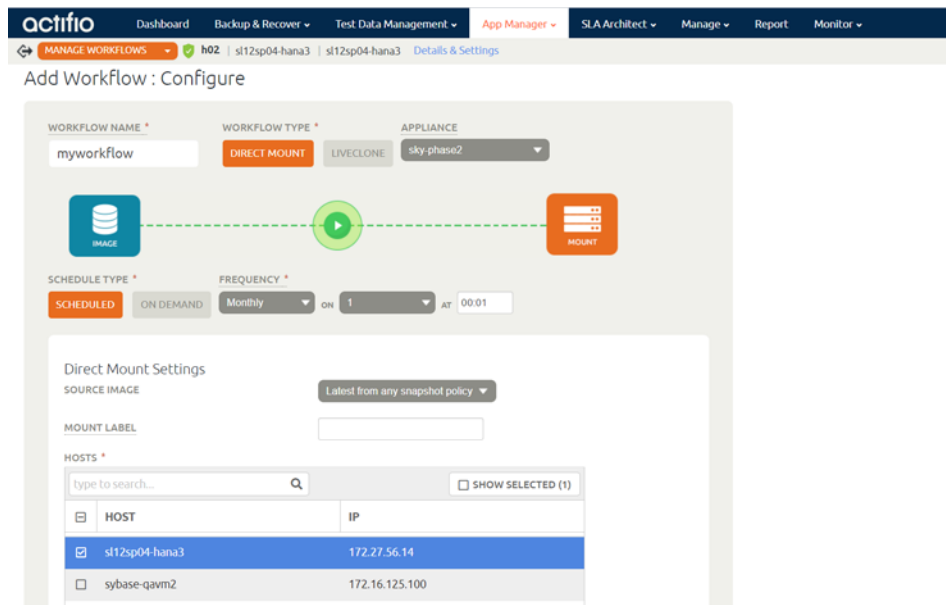 actifio Dashboard Backup & Recover Test Data Management App Manager SLA Architect Manage Report Monitor
MANAGE WORKFLOWS h02 | sl12sp04-hana3 | sl12sp04-hana3 Details & Settings
Add Workflow : Configure
WORKFLOW NAME * WORKFLOW TYPE * APPLIANCE
myworkflow DIRECT MOUNT LIVECLONE sky-phase2
IMAGE MOUNT
SCHEDULE TYPE * FREQUENCY *
SCHEDULED ON DEMAND Monthly ON 1 AT 00:01
Direct Mount Settings
SOURCE IMAGE Latest from any snapshot policy
MOUNT LABEL
HOSTS *
type to search... SHOW SELECTED (1)
HOST IP
sl12sp04-hana3 172.27.56.14
sybase-qavm2 172.16.125.100